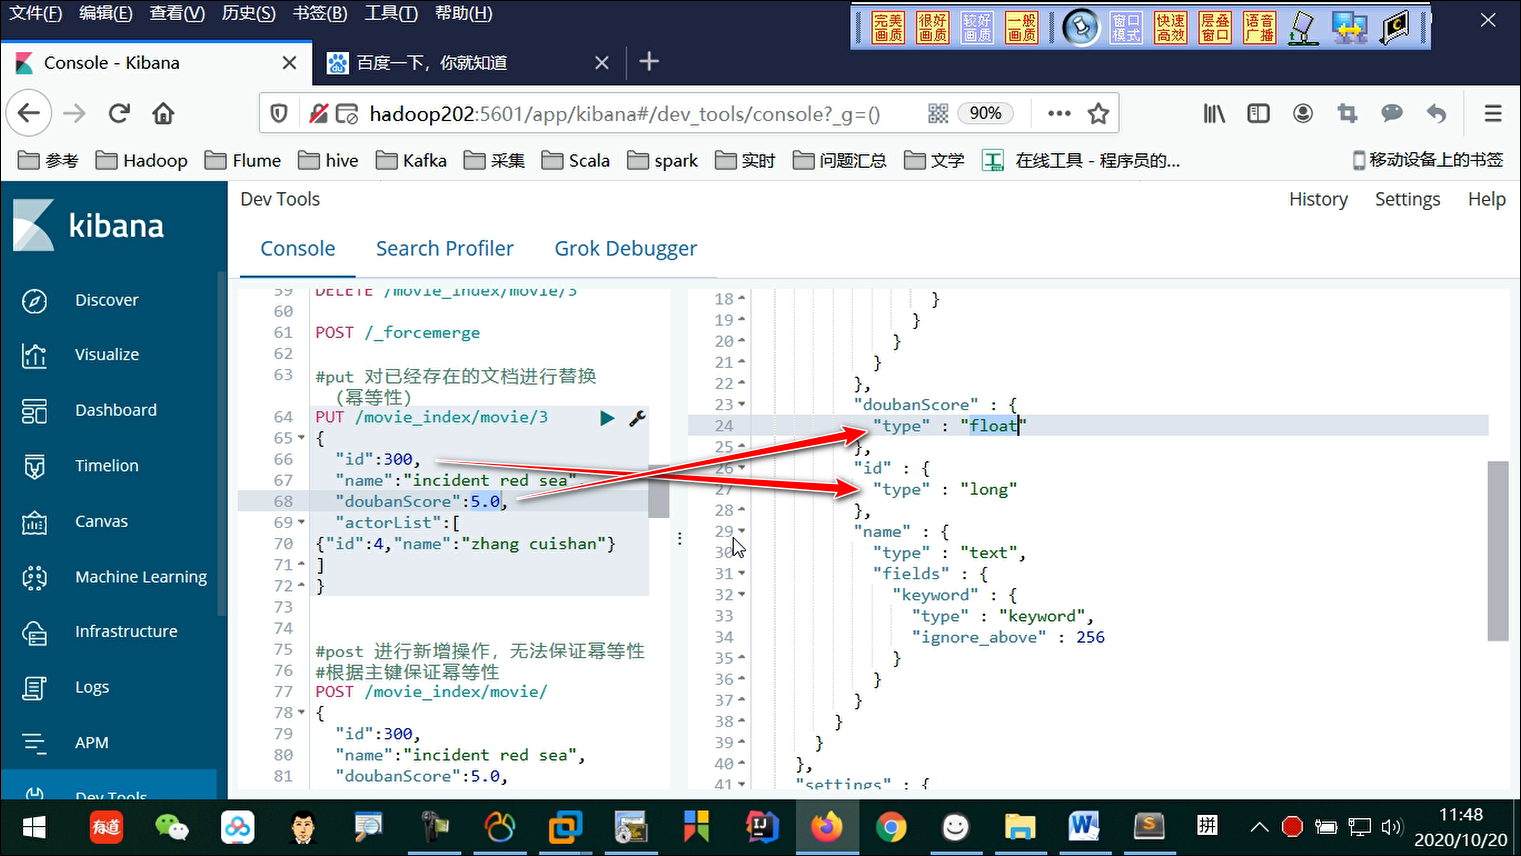 文件(F) 编辑(E) 查看(V) 历史(S) 书签(B) 工具(T) 帮助(H)
完美画质 很好画质 较好画质 一般画质 窗口模式 快速高效 层叠窗口 语音广播
Console - Kibana 百度一下，你就知道
hadoop202:5601/app/kibana#/dev_tools/console?_g=() 90%
参考 Hadoop Flume hive Kafka 采集 Scala spark 实时 问题汇总 文学 在线工具 - 程序员的... 移动设备上的书签
kibana
Discover
Visualize
Dashboard
Timelion
Canvas
Machine Learning
Infrastructure
Logs
APM
Dev Tools
Dev Tools
History Settings Help
Console Search Profiler Grok Debugger
59 DELETE /movie_index/movie/3
60
61 POST /_forcemerge
62
63 #put 对已经存在的文档进行替换
（幂等性）
64 PUT /movie_index/movie/3
65 {
66 "id":300,
67 "name":"incident red sea",
68 "doubanScore":5.0,
69 "actorList":[
70 {"id":4,"name":"zhang cuishan"}
71 ]
72 }
73
74
75 #post 进行新增操作，无法保证幂等性
76 #根据主键保证幂等性
77 POST /movie_index/movie/
78 {
79 "id":300,
80 "name":"incident red sea",
81 "doubanScore":5.0,
18 }
19 }
20 }
21 }
22 },
23 "doubanScore" : {
24 "type" : "float"
25 },
26 "id" : {
27 "type" : "long"
28 },
29 "name" : {
30 "type" : "text",
31 "fields" : {
32 "keyword" : {
33 "type" : "keyword",
34 "ignore_above" : 256
35 }
36 }
37 }
38 }
39 }
40 },
41 "settings" : {
有道
拼
11:48
2020/10/20